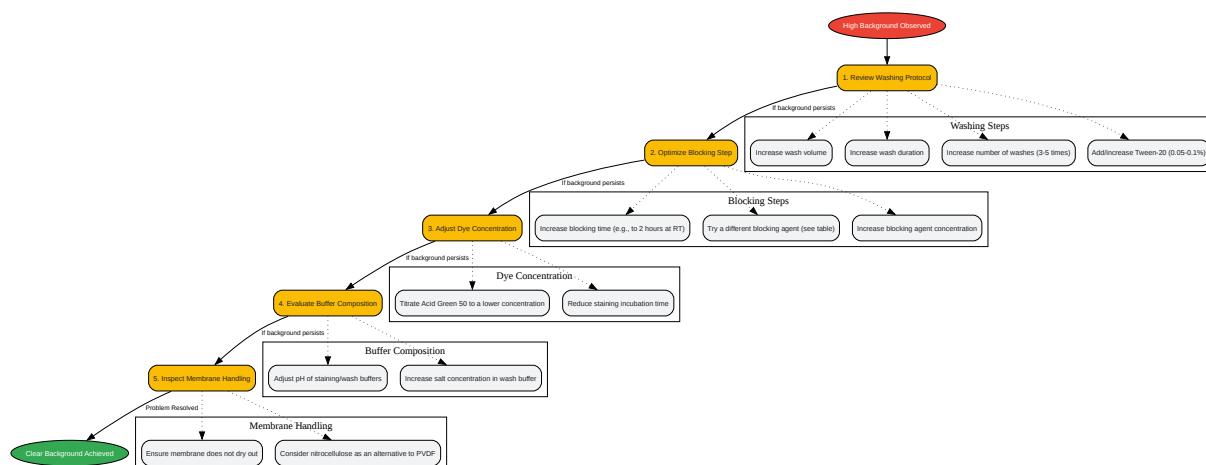 High Background Observed
1. Review Washing Protocol
If background persists
Washing Steps
Increase wash volume
Increase wash duration
Increase number of washes (3-5 times)
Add/increase Tween-20 (0.05-0.1%)
2. Optimize Blocking Step
If background persists
Blocking Steps
Increase blocking time (e.g., to 2 hours at RT)
Try a different blocking agent (see table)
Increase blocking agent concentration
3. Adjust Dye Concentration
If background persists
Dye Concentration
Titrate Acid Green 50 to a lower concentration
Reduce staining incubation time
4. Evaluate Buffer Composition
If background persists
Buffer Composition
Adjust pH of staining/wash buffers
Increase salt concentration in wash buffer
5. Inspect Membrane Handling
Problem Resolved
Membrane Handling
Clear Background Achieved
Ensure membrane does not dry out
Consider nitrocellulose as an alternative to PVDF